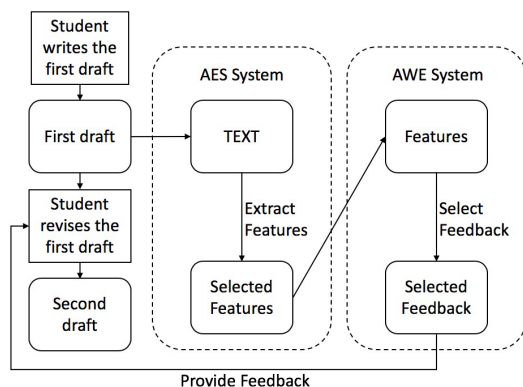 Student
writes the
first draft
First draft
Student
revises the
first draft
Second
draft
AES System
TEXT
Extract
Features
Selected
Features
AWE System
Features
Select
Feedback
Selected
Feedback
Provide Feedback